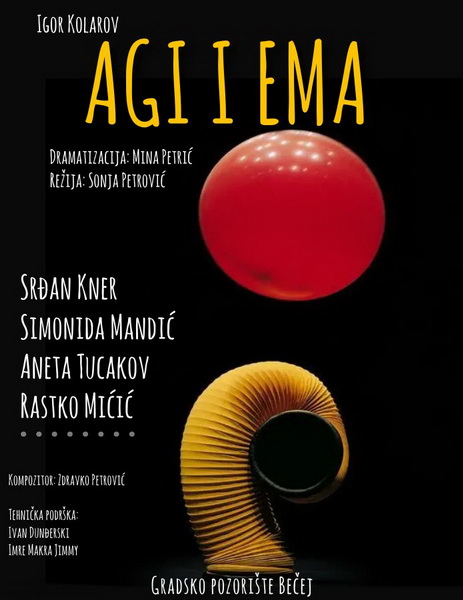 Igor Kolarov
AGI I EMA
Dramatizacija: Mina Petrić
Režija: Sonja Petrović
Srđan Kner
Simonida Mandić
Aneta Tucakov
Rastko Mićić
Kompozitor: Zdravko Petrović
Tehnička podrška:
Ivan Dunđerski
Imre Makra Jimmy
Gradsko pozorište Bečej